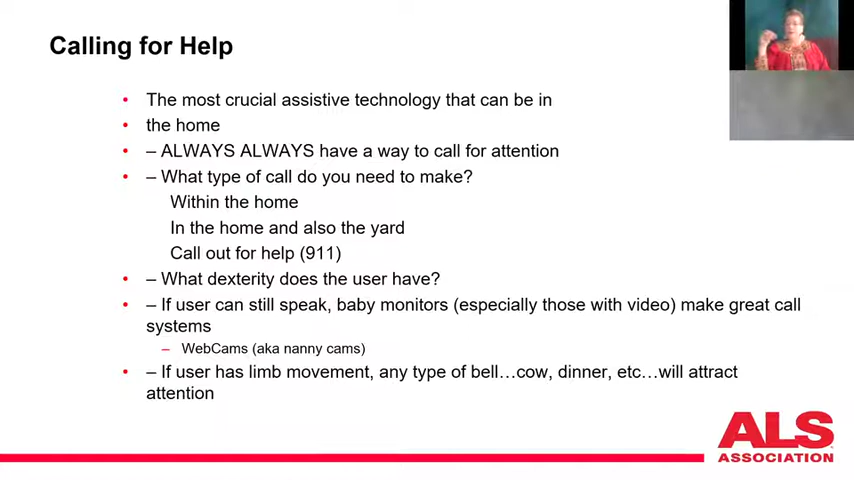 Calling for Help
• The most crucial assistive technology that can be in
• the home
• – ALWAYS ALWAYS have a way to call for attention
• – What type of call do you need to make?
Within the home
In the home and also the yard
Call out for help (911)
• – What dexterity does the user have?
• – If user can still speak, baby monitors (especially those with video) make great call
systems
– WebCams (aka nanny cams)
• – If user has limb movement, any type of bell…cow, dinner, etc…will attract
attention
ALS
ASSOCIATION